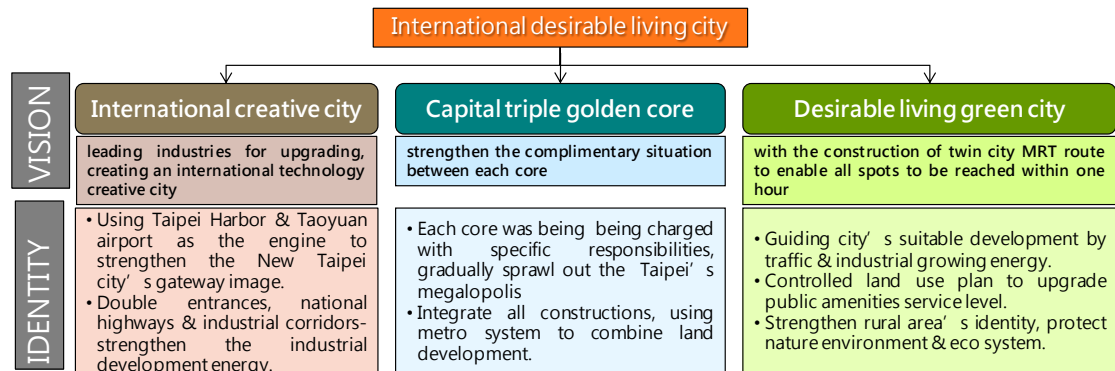 International desirable living city
VISION
International creative city
leading industries for upgrading,
creating an international technology
creative city
Capital triple golden core
strengthen the complimentary situation
between each core
Desirable living green city
with the construction of twin city MRT route
to enable all spots to be reached within one
hour
IDENTITY
• Using Taipei Harbor & Taoyuan
airport as the engine to
strengthen the New Taipei
city's gateway image.
• Double entrances, national
highways & industrial corridors-
strengthen the industrial
development energy.
• Each core was being being charged
with specific responsibilities,
gradually sprawl out the Taipei's
megalopolis
• Integrate all constructions, using
metro system to combine land
development.
• Guiding city's suitable development by
traffic & industrial growing energy.
• Controlled land use plan to upgrade
public amenities service level.
• Strengthen rural area's identity, protect
nature environment & eco system.